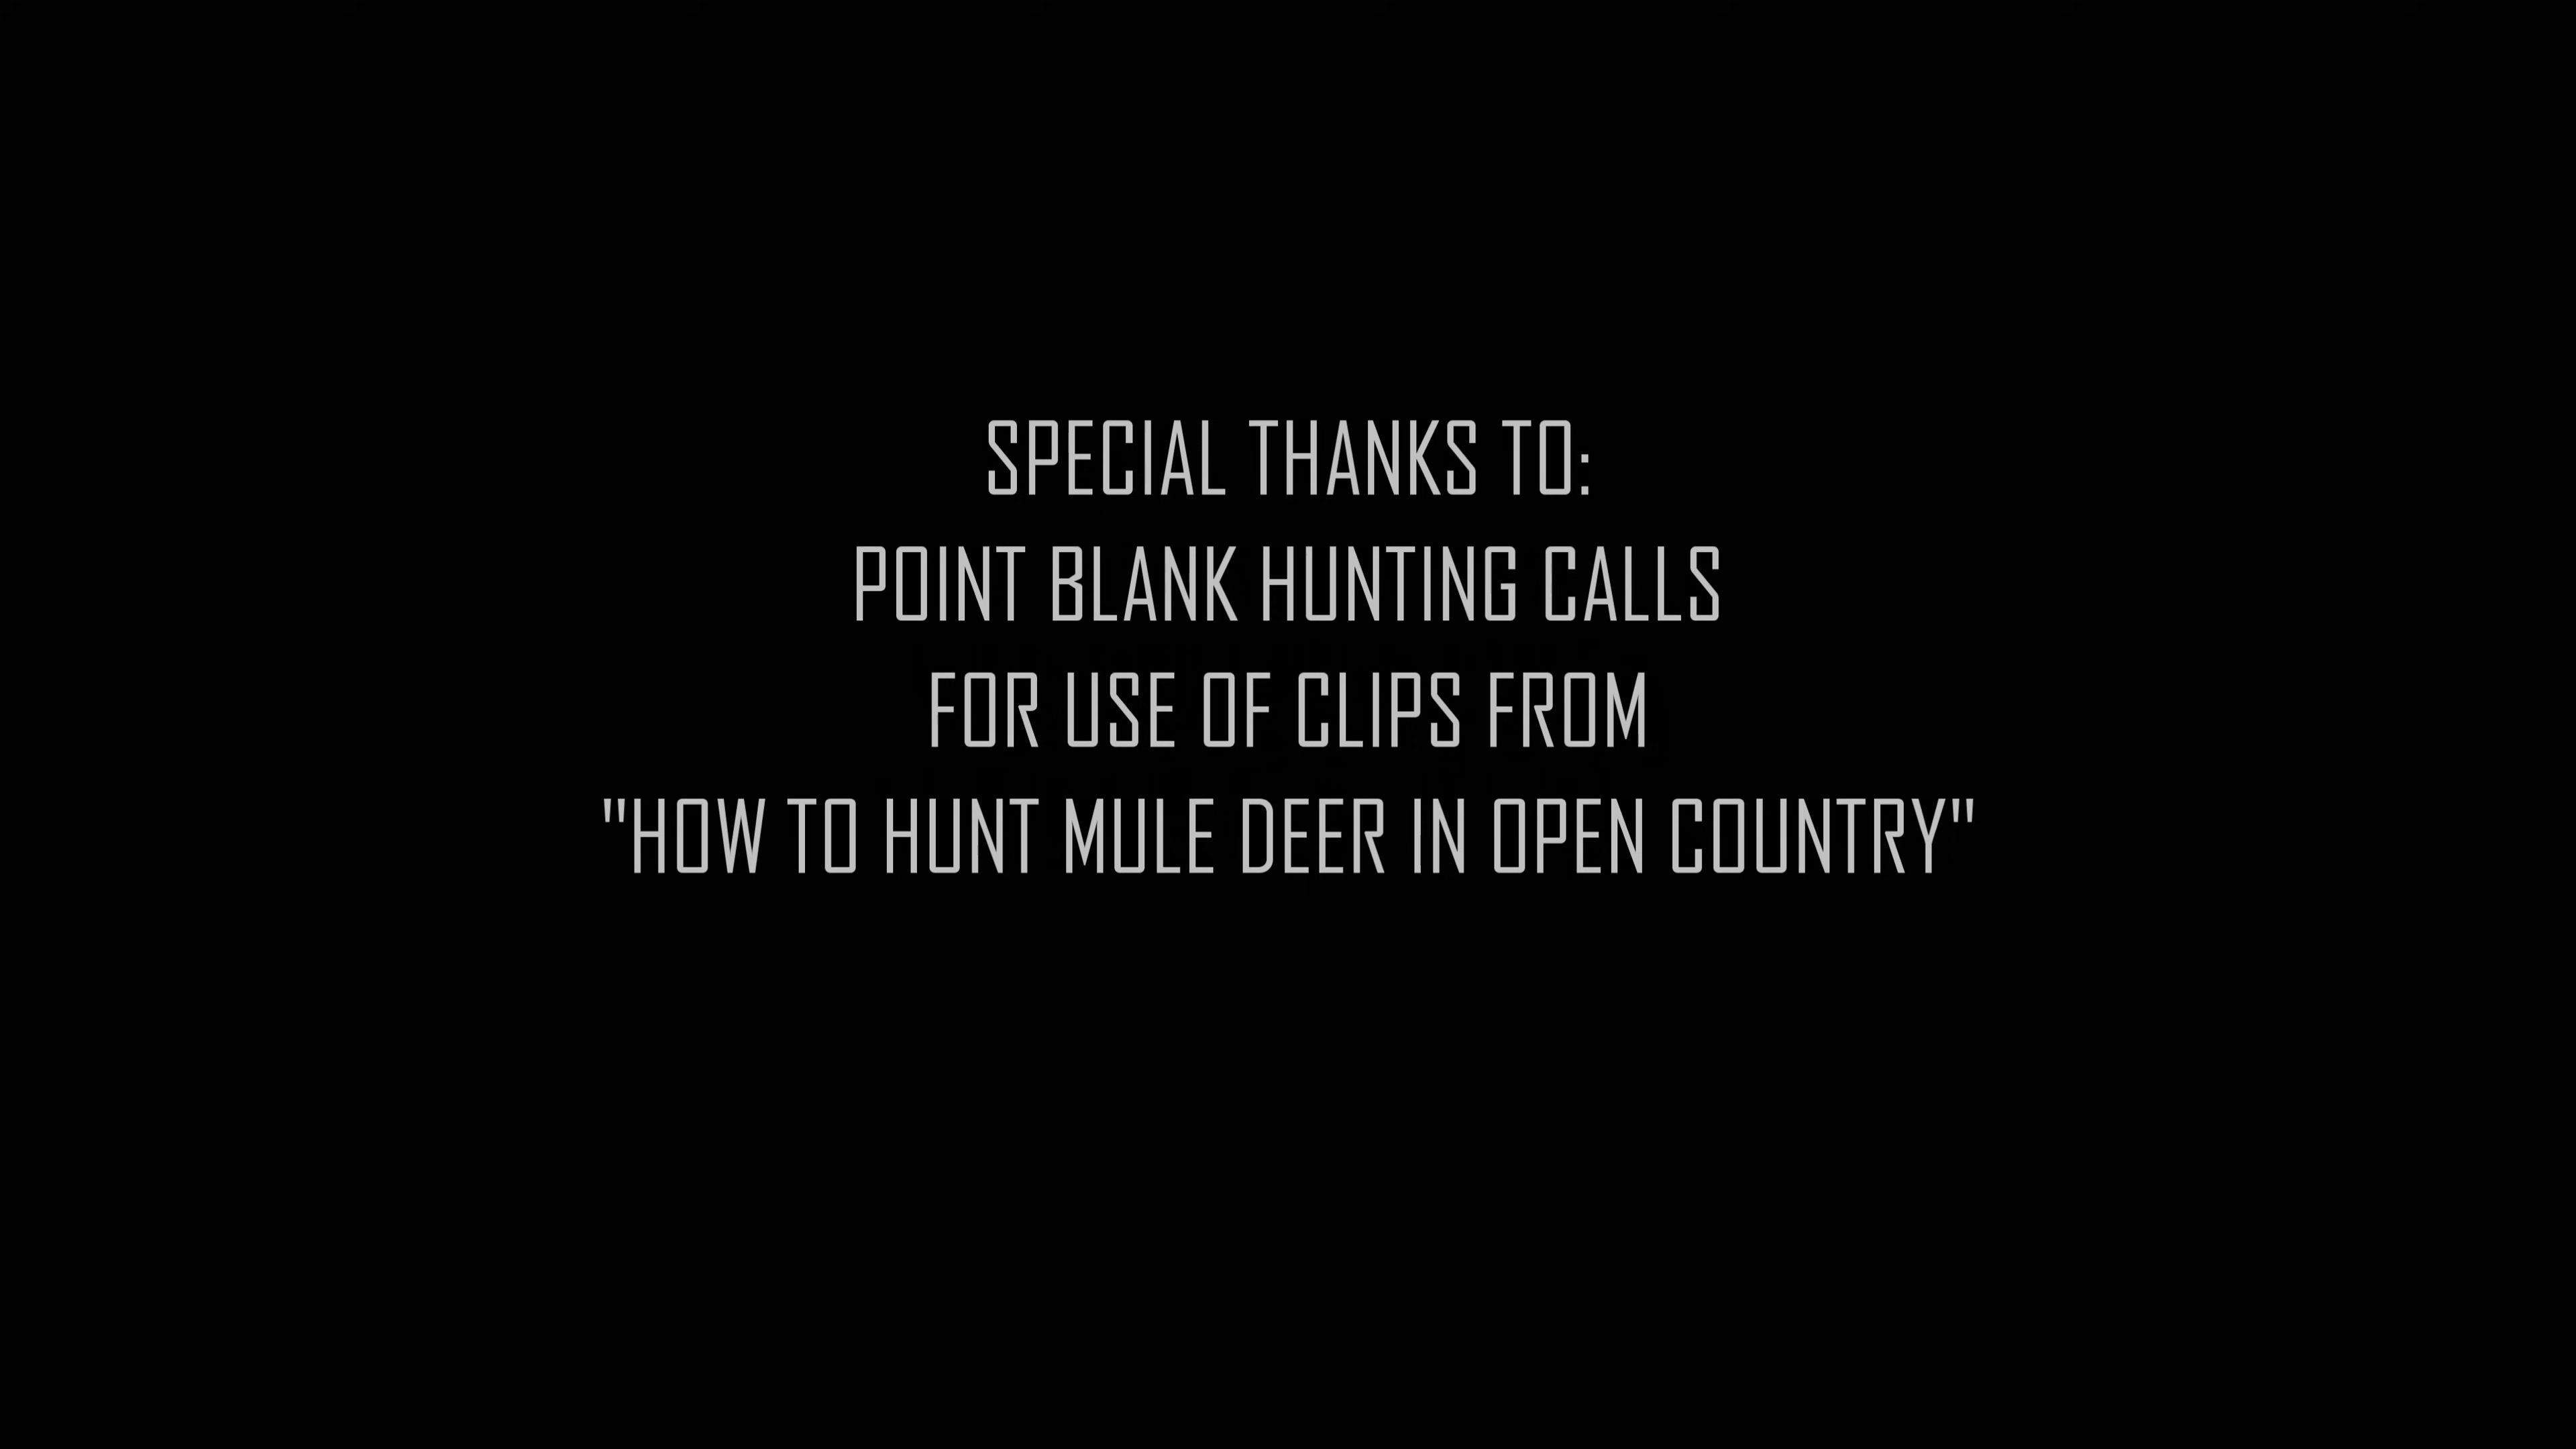 SPECIAL THANKS TO:
POINT BLANK HUNTING CALLS
FOR USE OF CLIPS FROM
"HOW TO HUNT MULE DEER IN OPEN COUNTRY"